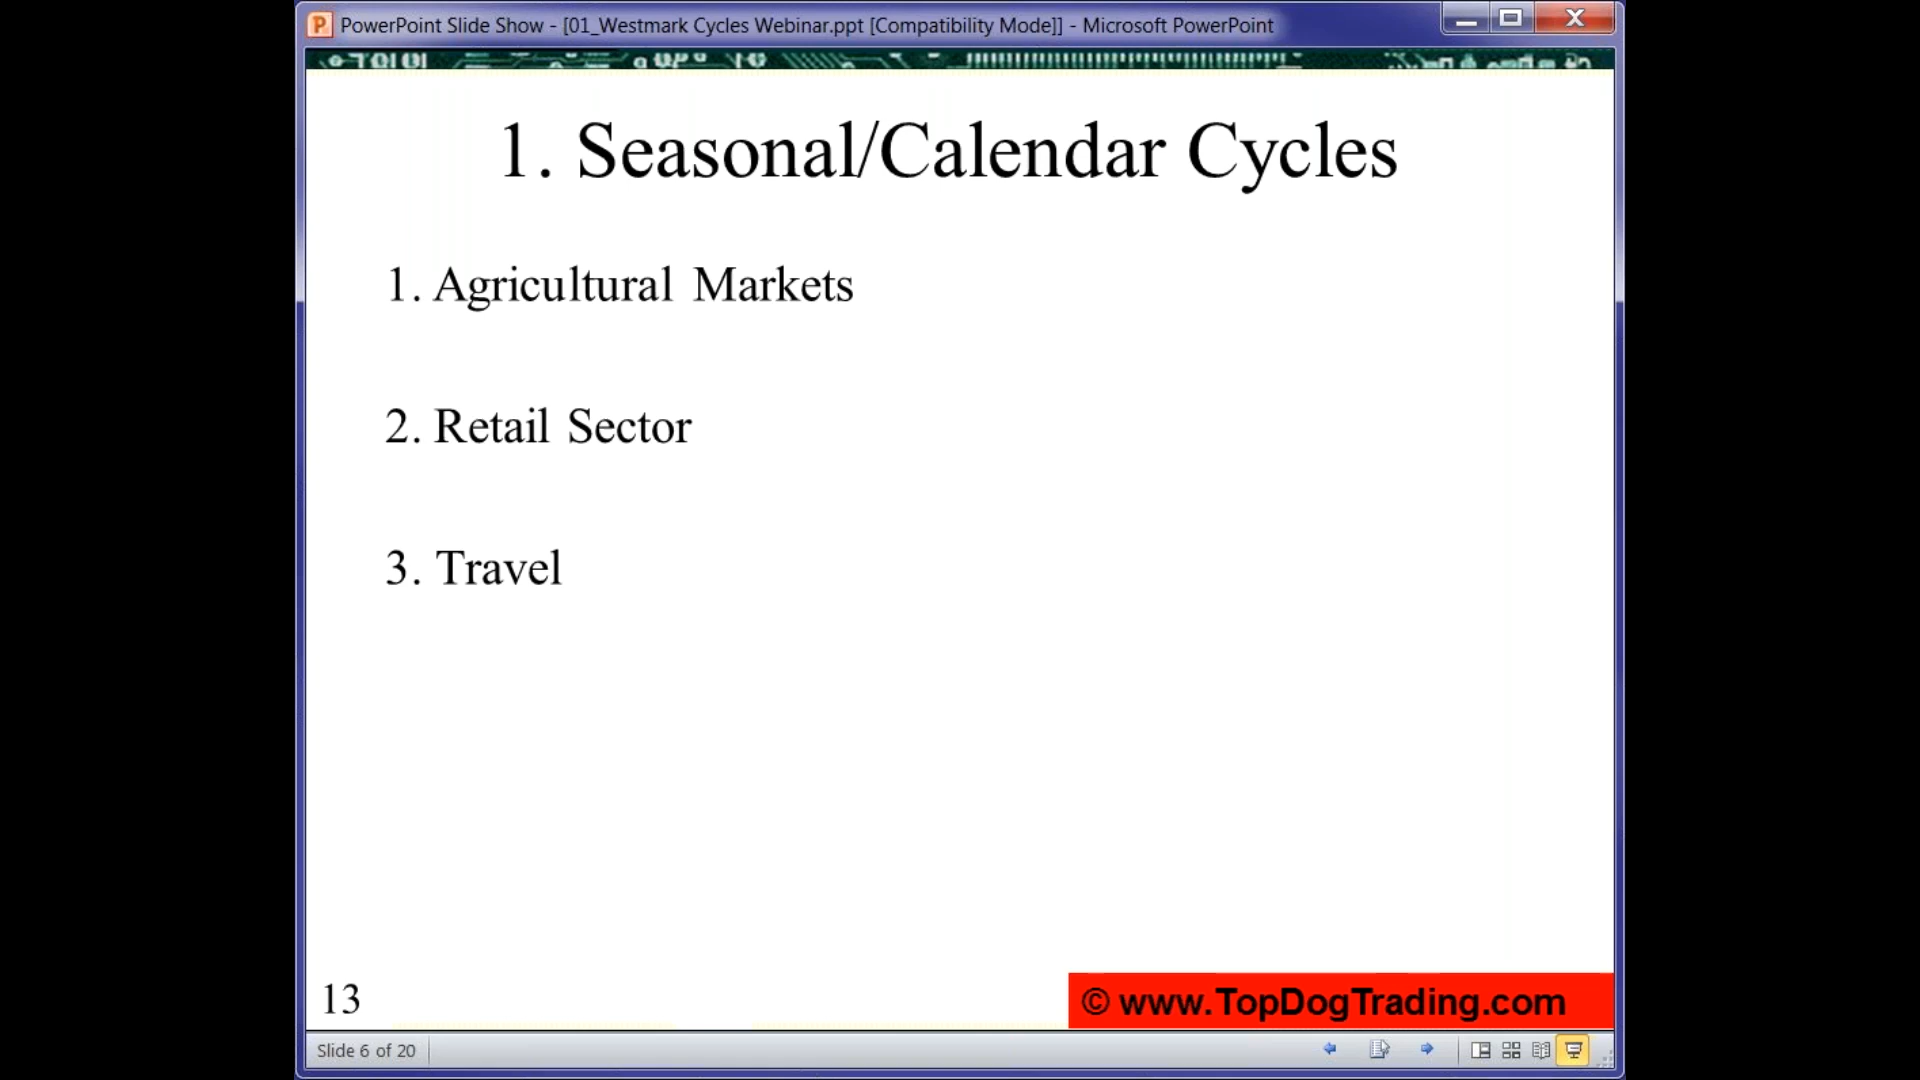 PowerPoint Slide Show - [01_Westmark Cycles Webinar.ppt [Compatibility Mode]] - Microsoft PowerPoint
1. Seasonal/Calendar Cycles
1. Agricultural Markets
2. Retail Sector
3. Travel
13
© www.TopDogTrading.com
Slide 6 of 20